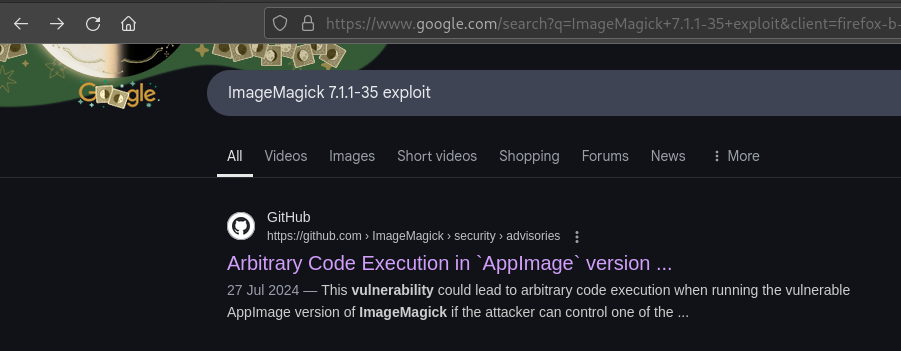 https://www.google.com/search?q=ImageMagick+7.1.1-35+exploit&client=firefox-b-
Google
ImageMagick 7.1.1-35 exploit
All Videos Images Short videos Shopping Forums News More
GitHub
https://github.com › ImageMagick › security › advisories
Arbitrary Code Execution in `AppImage` version ...
27 Jul 2024 — This vulnerability could lead to arbitrary code execution when running the vulnerable
AppImage version of ImageMagick if the attacker can control one of the ...